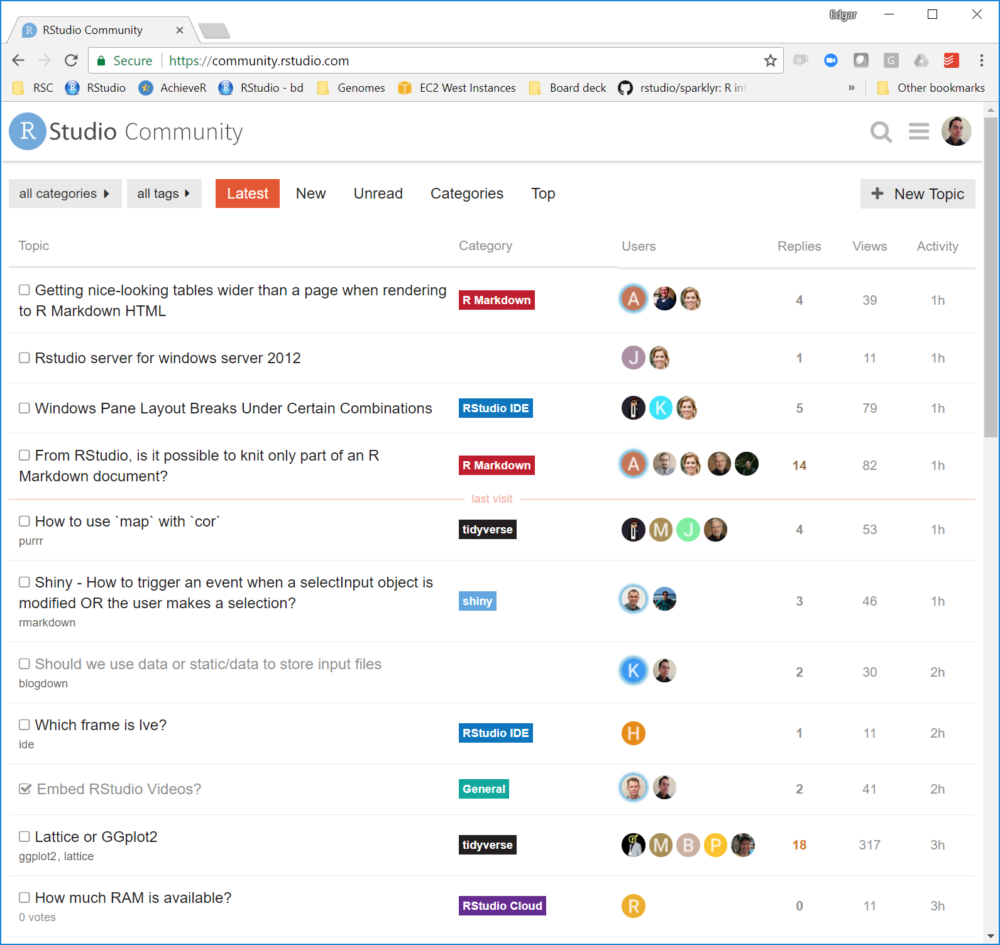 Edgar
RStudio Community
Secure https://community.rstudio.com
RSC RStudio AchieveR RStudio - bd Genomes EC2 West Instances Board deck rstudio/sparklyr: R int » Other bookmarks
R Studio Community
all categories all tags Latest New Unread Categories Top + New Topic
Topic Category Users Replies Views Activity
Getting nice-looking tables wider than a page when rendering
to R Markdown HTML
R Markdown A 4 39 1h
Rstudio server for windows server 2012 J 1 11 1h
Windows Pane Layout Breaks Under Certain Combinations RStudio IDE K 5 79 1h
From RStudio, is it possible to knit only part of an R
Markdown document?
R Markdown A 14 82 1h
last visit
How to use `map` with `cor`
purrr
tidyverse M J 4 53 1h
Shiny - How to trigger an event when a selectInput object is
modified OR the user makes a selection?
rmarkdown
shiny 3 46 1h
Should we use data or static/data to store input files
blogdown
K 2 30 2h
Which frame is Ive?
ide
RStudio IDE H 1 11 2h
Embed RStudio Videos? General 2 41 2h
Lattice or GGplot2
ggplot2, lattice
tidyverse M B P 18 317 3h
How much RAM is available?
0 votes
RStudio Cloud R 0 11 3h